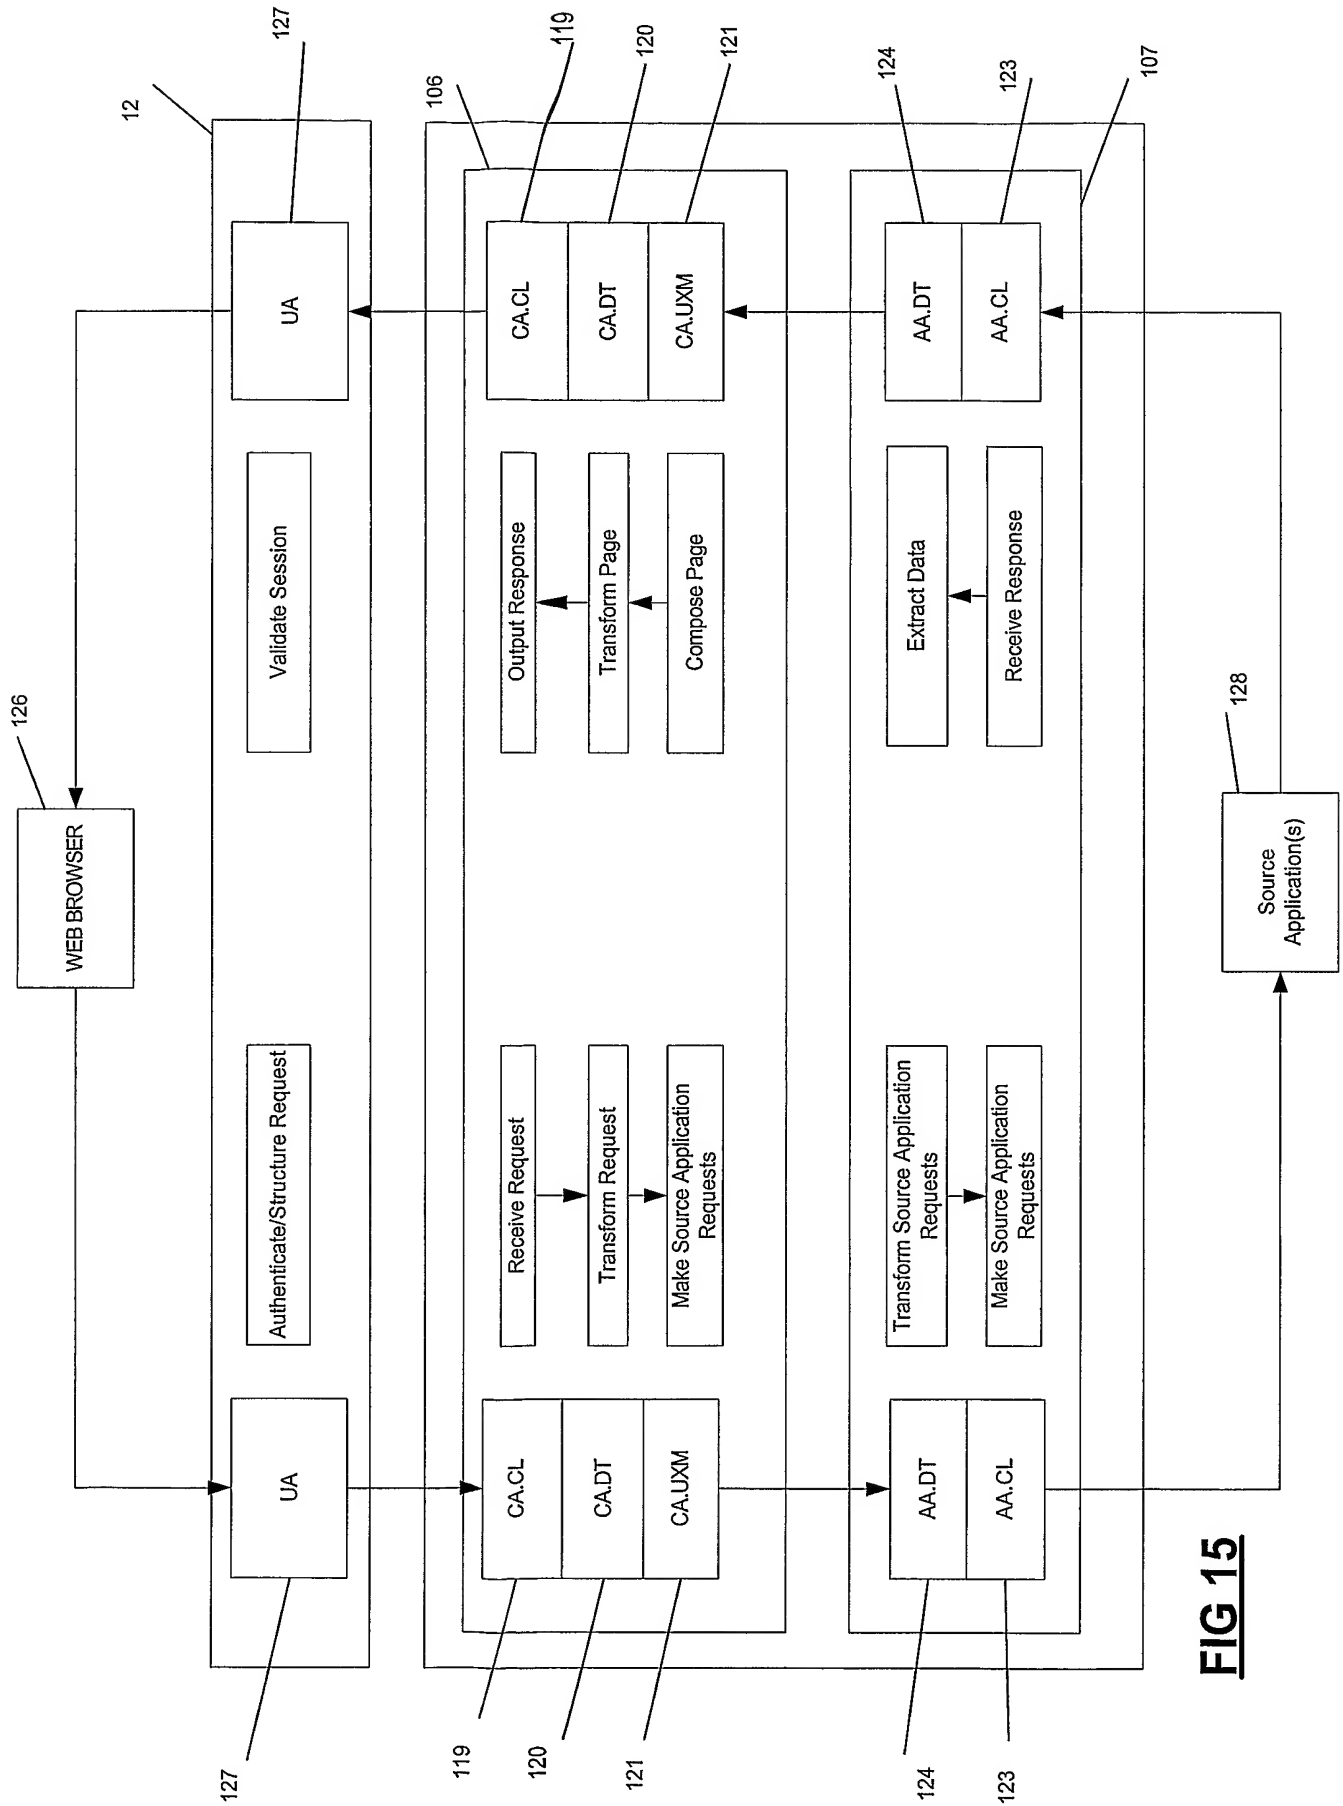 126
WEB BROWSER
12
127
127
UA
Authenticate/Structure Request
Validate Session
UA
106
119
119
120
120
121
121
CA.CL
CA.DT
CA.UXM
Receive Request
Transform Request
Make Source Application
Requests
Output Response
Transform Page
Compose Page
CA.CL
CA.DT
CA.UXM
107
124
124
123
123
AA.DT
AA.CL
Transform Source Application
Requests
Make Source Application
Requests
Extract Data
Receive Response
AA.DT
AA.CL
128
Source
Application(s)
FIG 15